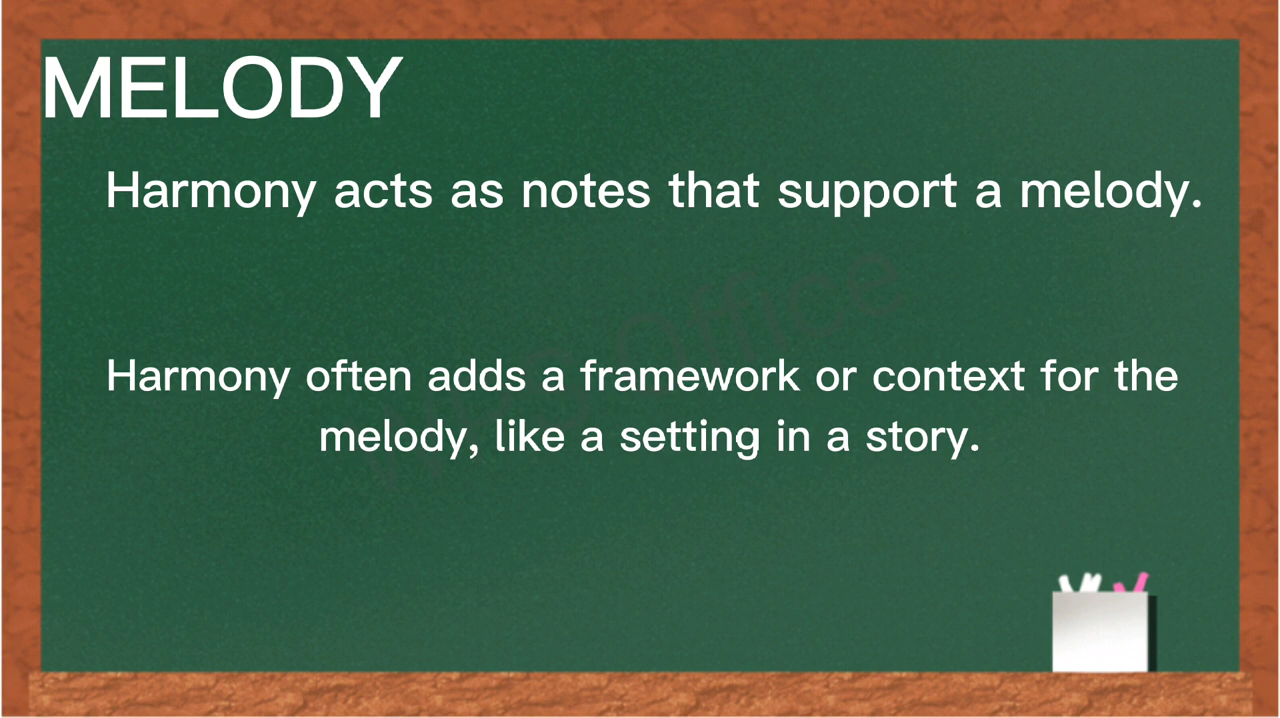 MELODY
Harmony acts as notes that support a melody.
Harmony often adds a framework or context for the
melody, like a setting in a story.